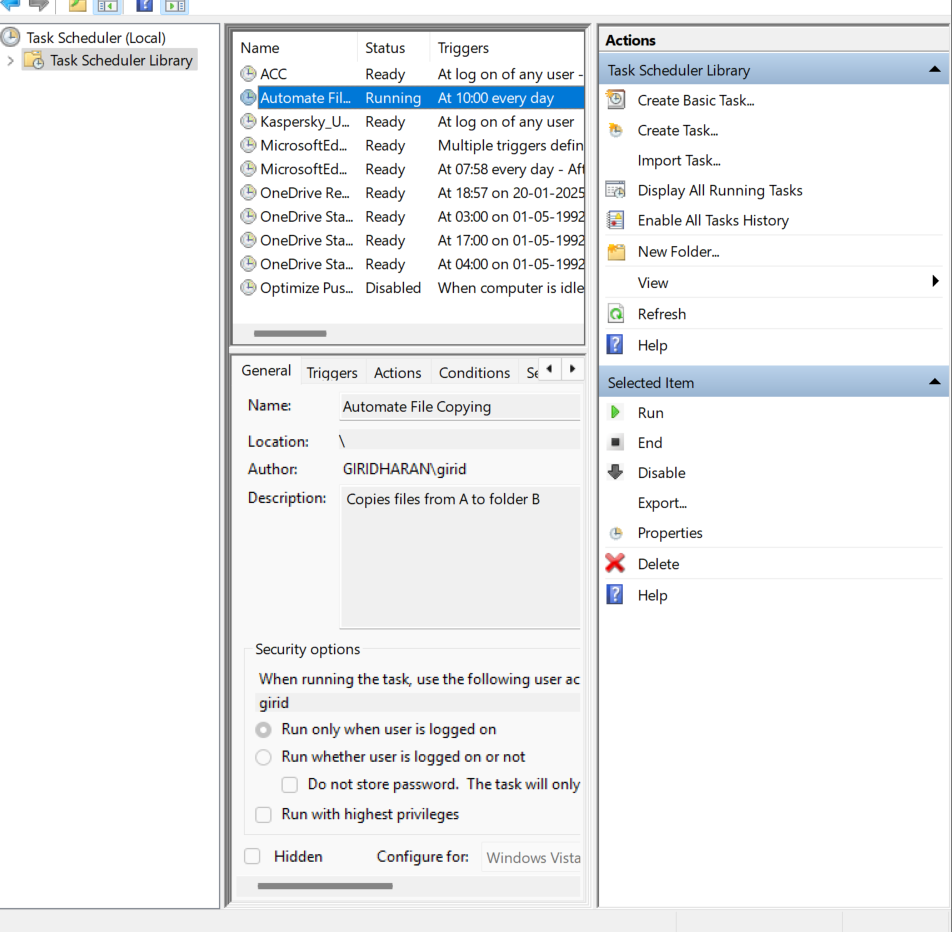 Task Scheduler (Local)
Task Scheduler Library
Name Status Triggers
ACC Ready At log on of any user -
Automate Fil... Running At 10:00 every day
Kaspersky_U... Ready At log on of any user
MicrosoftEd... Ready Multiple triggers defin
MicrosoftEd... Ready At 07:58 every day - Aft
OneDrive Re... Ready At 18:57 on 20-01-2025
OneDrive Sta... Ready At 03:00 on 01-05-1992
OneDrive Sta... Ready At 17:00 on 01-05-1992
OneDrive Sta... Ready At 04:00 on 01-05-1992
Optimize Pus... Disabled When computer is idle
General Triggers Actions Conditions Se
Name: Automate File Copying
Location: \
Author: GIRIDHARAN\girid
Description: Copies files from A to folder B
Security options
When running the task, use the following user ac
girid
Run only when user is logged on
Run whether user is logged on or not
Do not store password. The task will only
Run with highest privileges
Hidden Configure for: Windows Vista
Actions
Task Scheduler Library
Create Basic Task...
Create Task...
Import Task...
Display All Running Tasks
Enable All Tasks History
New Folder...
View
Refresh
Help
Selected Item
Run
End
Disable
Export...
Properties
Delete
Help